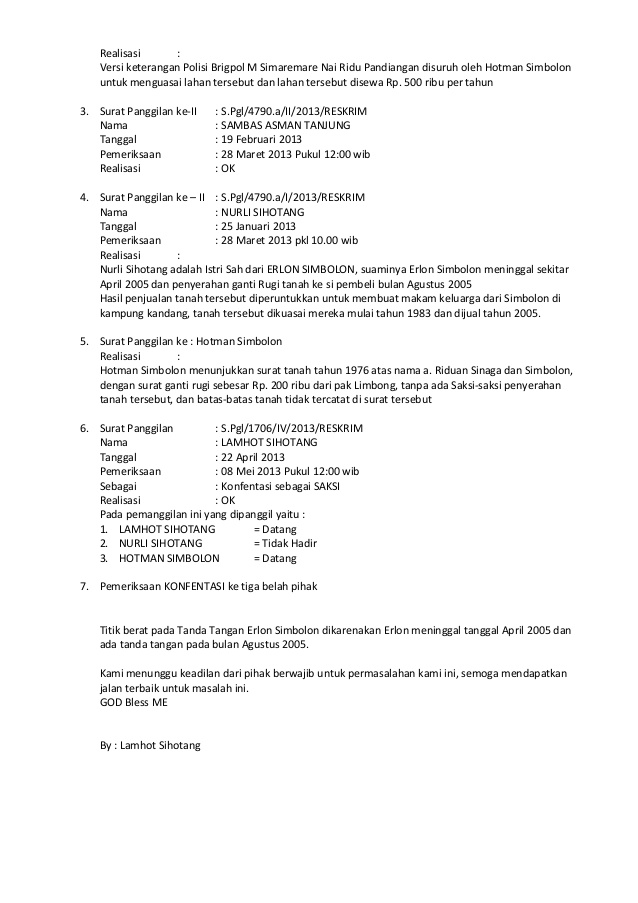 Realisasi :
Versi keterangan Polisi Brigpol M Simaremare Nai Ridu Pandiangan disuruh oleh Hotman Simbolon
untuk menguasai lahan tersebut dan lahan tersebut disewa Rp. 500 ribu per tahun
3. Surat Panggilan ke-II : S.Pgl/4790.a/II/2013/RESKRIM
Nama : SAMBAS ASMAN TANJUNG
Tanggal : 19 Februari 2013
Pemeriksaan : 28 Maret 2013 Pukul 12:00 wib
Realisasi : OK
4. Surat Panggilan ke – II : S.Pgl/4790.a/I/2013/RESKRIM
Nama : NURLI SIHOTANG
Tanggal : 25 Januari 2013
Pemeriksaan : 28 Maret 2013 pkl 10.00 wib
Realisasi :
Nurli Sihotang adalah Istri Sah dari ERLON SIMBOLON, suaminya Erlon Simbolon meninggal sekitar
April 2005 dan penyerahan ganti Rugi tanah ke si pembeli bulan Agustus 2005
Hasil penjualan tanah tersebut diperuntukkan untuk membuat makam keluarga dari Simbolon di
kampung kandang, tanah tersebut dikuasai mereka mulai tahun 1983 dan dijual tahun 2005.
5. Surat Panggilan ke : Hotman Simbolon
Realisasi :
Hotman Simbolon menunjukkan surat tanah tahun 1976 atas nama a. Riduan Sinaga dan Simbolon,
dengan surat ganti rugi sebesar Rp. 200 ribu dari pak Limbong, tanpa ada Saksi-saksi penyerahan
tanah tersebut, dan batas-batas tanah tidak tercatat di surat tersebut
6. Surat Panggilan : S.Pgl/1706/IV/2013/RESKRIM
Nama : LAMHOT SIHOTANG
Tanggal : 22 April 2013
Pemeriksaan : 08 Mei 2013 Pukul 12:00 wib
Sebagai : Konfentasi sebagai SAKSI
Realisasi : OK
Pada pemanggilan ini yang dipanggil yaitu :
1. LAMHOT SIHOTANG = Datang
2. NURLI SIHOTANG = Tidak Hadir
3. HOTMAN SIMBOLON = Datang
7. Pemeriksaan KONFENTASI ke tiga belah pihak
Titik berat pada Tanda Tangan Erlon Simbolon dikarenakan Erlon meninggal tanggal April 2005 dan
ada tanda tangan pada bulan Agustus 2005.
Kami menunggu keadilan dari pihak berwajib untuk permasalahan kami ini, semoga mendapatkan
jalan terbaik untuk masalah ini.
GOD Bless ME
By : Lamhot Sihotang